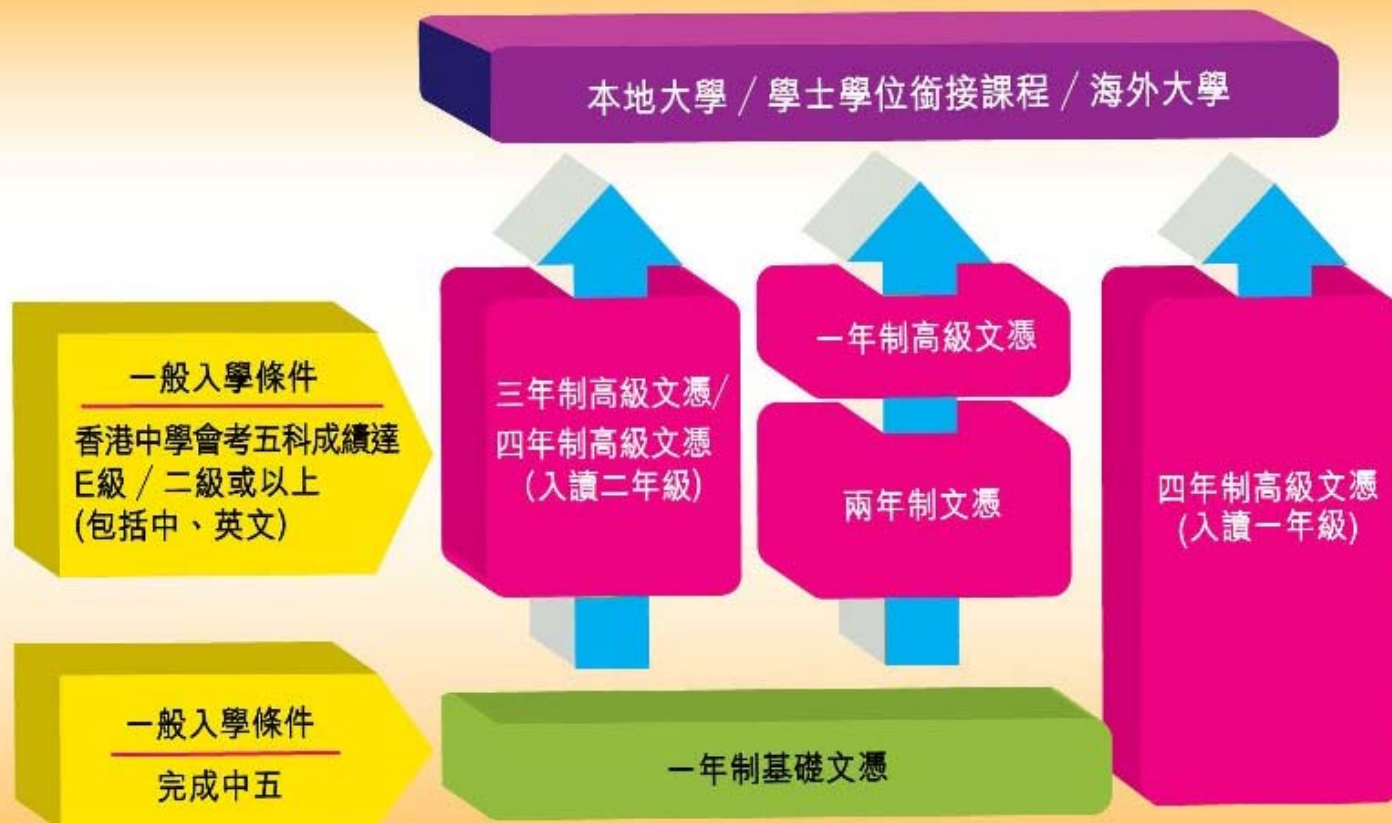 本地大學 / 學士學位銜接課程 / 海外大學
一般入學條件
香港中學會考五科成績達
E級 / 二級或以上
(包括中、英文)
三年制高級文憑/
四年制高級文憑
(入讀二年級)
一年制高級文憑
兩年制文憑
四年制高級文憑
(入讀一年級)
一般入學條件
完成中五
一年制基礎文憑